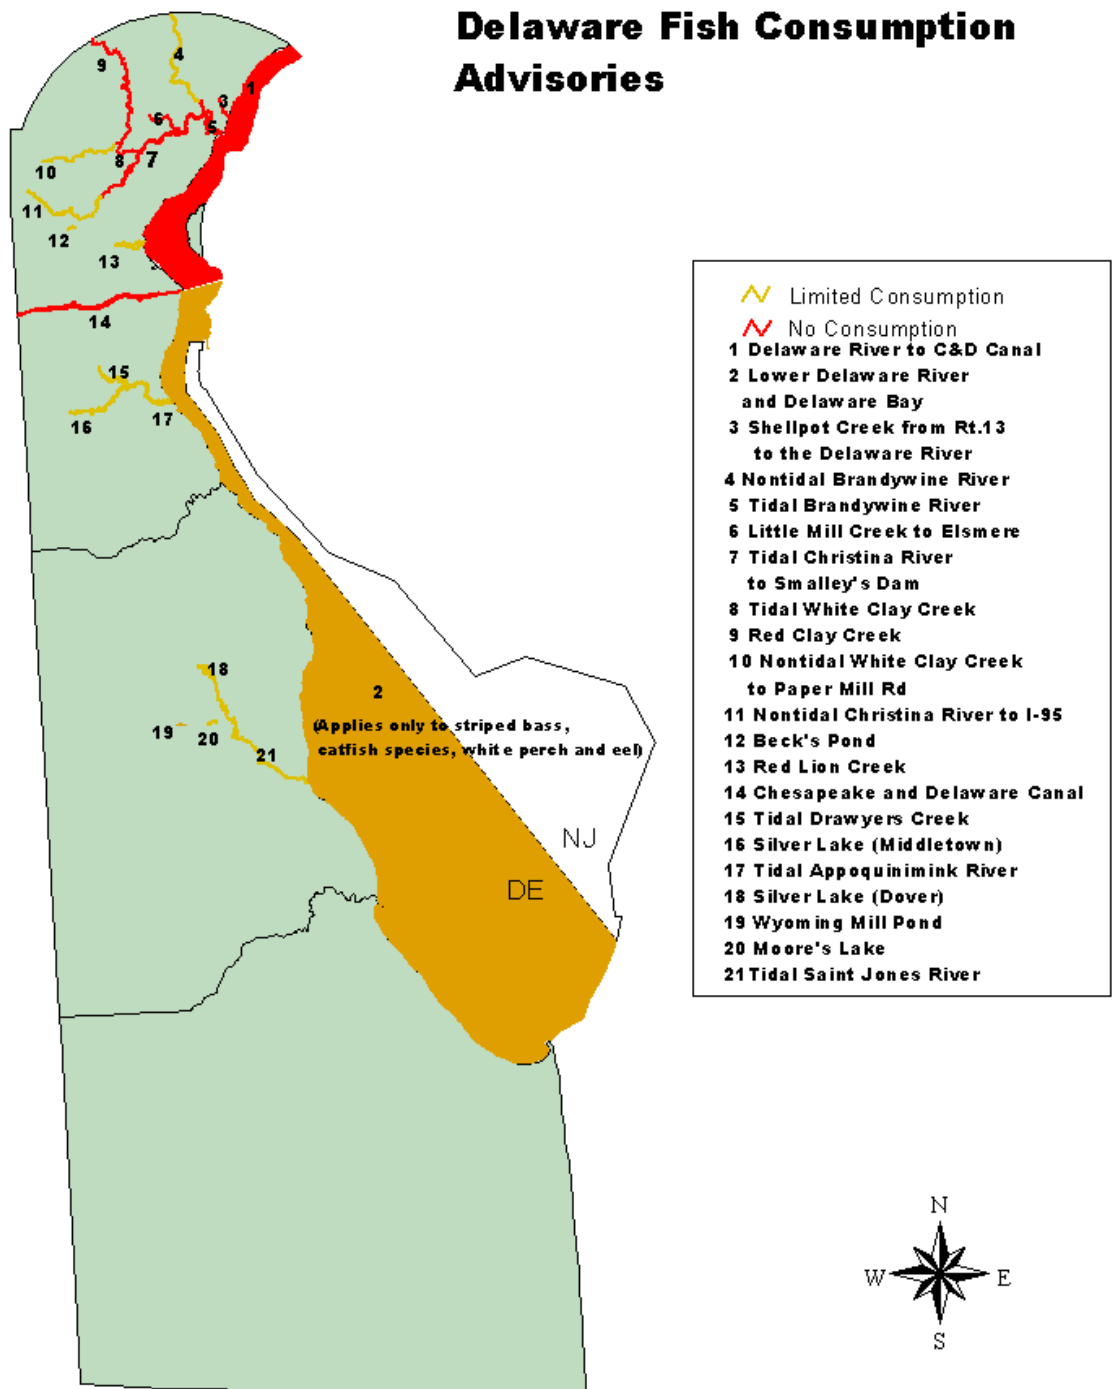 Delaware Fish Consumption
Advisories
4
9
1
3
6
5
8
7
10
11
12
13
14
15
16
17
18
19
20
21
2
(Applies only to striped bass,
catfish species, white perch and eel)
NJ
DE
Limited Consumption
No Consumption
1 Delaware River to C&D Canal
2 Lower Delaware River
and Delaware Bay
3 Shellpot Creek from Rt.13
to the Delaware River
4 Nontidal Brandywine River
5 Tidal Brandywine River
6 Little Mill Creek to Elsmere
7 Tidal Christina River
to Smalley's Dam
8 Tidal White Clay Creek
9 Red Clay Creek
10 Nontidal White Clay Creek
to Paper Mill Rd
11 Nontidal Christina River to I-95
12 Beck's Pond
13 Red Lion Creek
14 Chesapeake and Delaware Canal
15 Tidal Drawyers Creek
16 Silver Lake (Middletown)
17 Tidal Appoquinimink River
18 Silver Lake (Dover)
19 Wyoming Mill Pond
20 Moore's Lake
21 Tidal Saint Jones River
N
W E
S